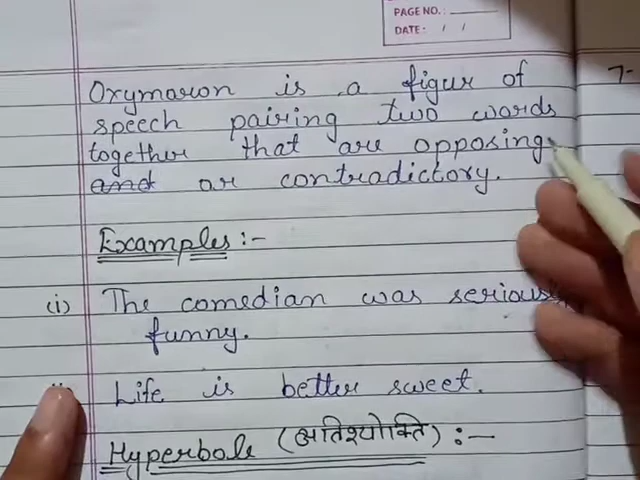 PAGE NO.:
DATE: / /
7-
Oxymoron is a figur of
speech pairing two words
together that are opposing
and or contradictory.
Examples :-
(i) The comedian was seriously
funny.
Life is better sweet.
Hyperbole (अतिश्योक्ति) :-